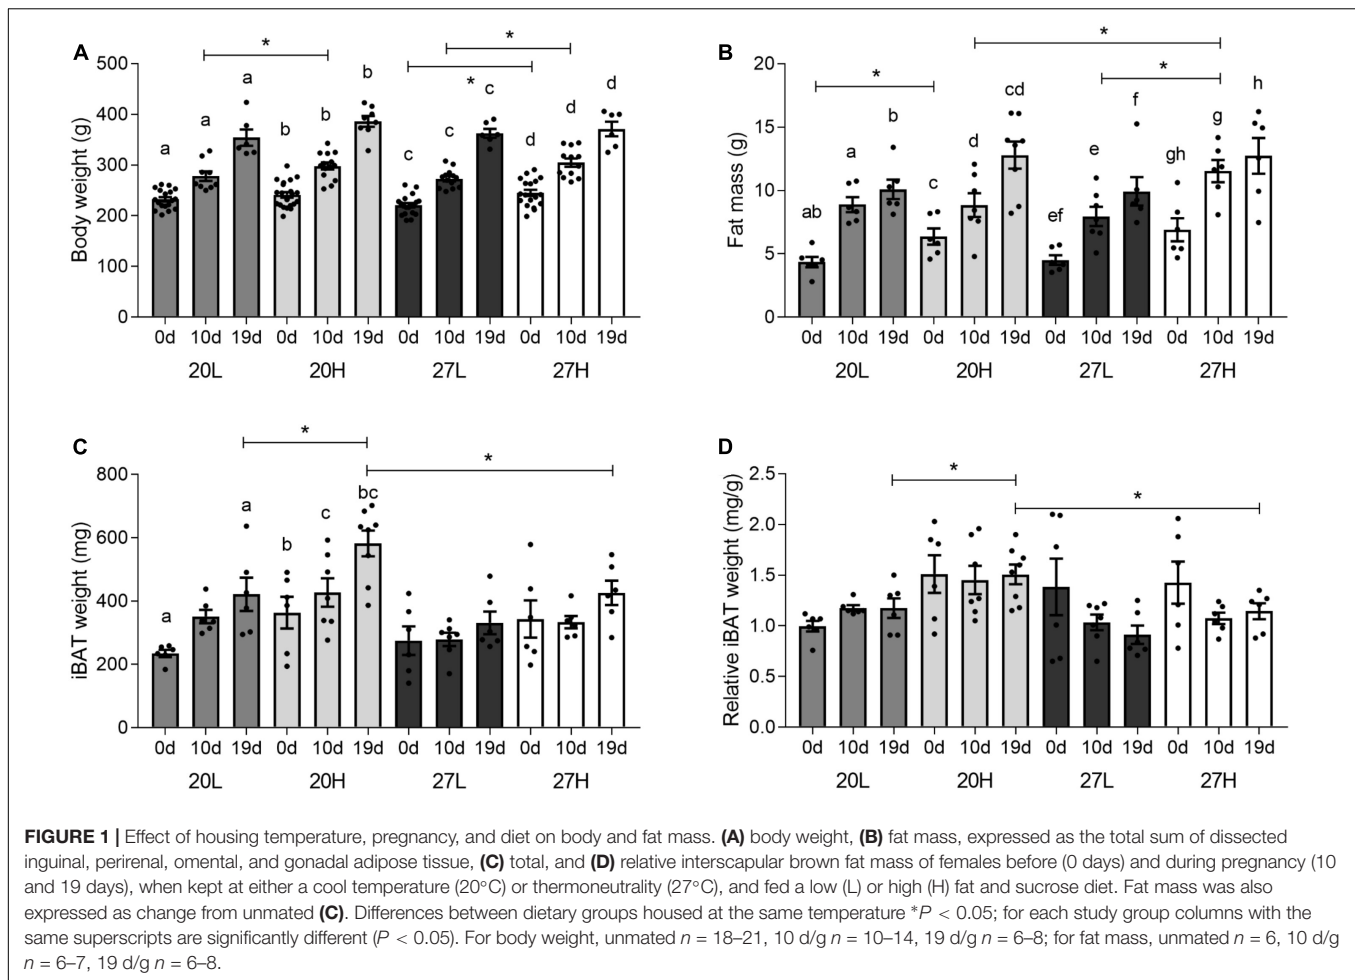 A
Body weight (g)
500
400
300
200
100
0
*
*
*
a
a
a
b
b
b
c
c
c
d
d
d
0d 10d 19d 0d 10d 19d 0d 10d 19d 0d 10d 19d
20L 20H 27L 27H
B
Fat mass (g)
20
15
10
5
0
*
*
*
ab
a
b
c
d
cd
ef
e
f
gh
g
h
0d 10d 19d 0d 10d 19d 0d 10d 19d 0d 10d 19d
20L 20H 27L 27H
C
iBAT weight (mg)
800
600
400
200
0
*
*
a
a
b
c
bc
0d 10d 19d 0d 10d 19d 0d 10d 19d 0d 10d 19d
20L 20H 27L 27H
D
Relative iBAT weight (mg/g)
2.5
2.0
1.5
1.0
0.5
0.0
*
*
0d 10d 19d 0d 10d 19d 0d 10d 19d 0d 10d 19d
20L 20H 27L 27H
FIGURE 1 | Effect of housing temperature, pregnancy, and diet on body and fat mass. (A) body weight, (B) fat mass, expressed as the total sum of dissected
inguinal, perirenal, omental, and gonadal adipose tissue, (C) total, and (D) relative interscapular brown fat mass of females before (0 days) and during pregnancy (10
and 19 days), when kept at either a cool temperature (20°C) or thermoneutrality (27°C), and fed a low (L) or high (H) fat and sucrose diet. Fat mass was also
expressed as change from unmated (C). Differences between dietary groups housed at the same temperature *P < 0.05; for each study group columns with the
same superscripts are significantly different (P < 0.05). For body weight, unmated n = 18–21, 10 d/g n = 10–14, 19 d/g n = 6–8; for fat mass, unmated n = 6, 10 d/g
n = 6–7, 19 d/g n = 6–8.